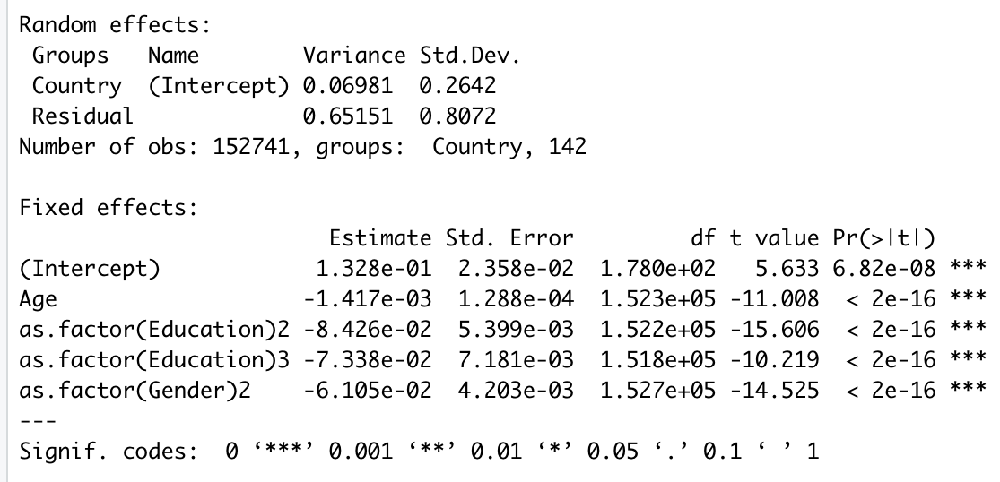 Random effects:
 Groups   Name        Variance Std.Dev.
 Country  (Intercept) 0.06981  0.2642
 Residual             0.65151  0.8072
Number of obs: 152741, groups:  Country, 142

Fixed effects:
                        Estimate Std. Error         df t value Pr(>|t|)
(Intercept)            1.328e-01  2.358e-02  1.780e+02   5.633 6.82e-08 ***
Age                   -1.417e-03  1.288e-04  1.523e+05 -11.008  < 2e-16 ***
as.factor(Education)2 -8.426e-02  5.399e-03  1.522e+05 -15.606  < 2e-16 ***
as.factor(Education)3 -7.338e-02  7.181e-03  1.518e+05 -10.219  < 2e-16 ***
as.factor(Gender)2    -6.105e-02  4.203e-03  1.527e+05 -14.525  < 2e-16 ***
---
Signif. codes:  0 ‘***’ 0.001 ‘**’ 0.01 ‘*’ 0.05 ‘.’ 0.1 ‘ ’ 1